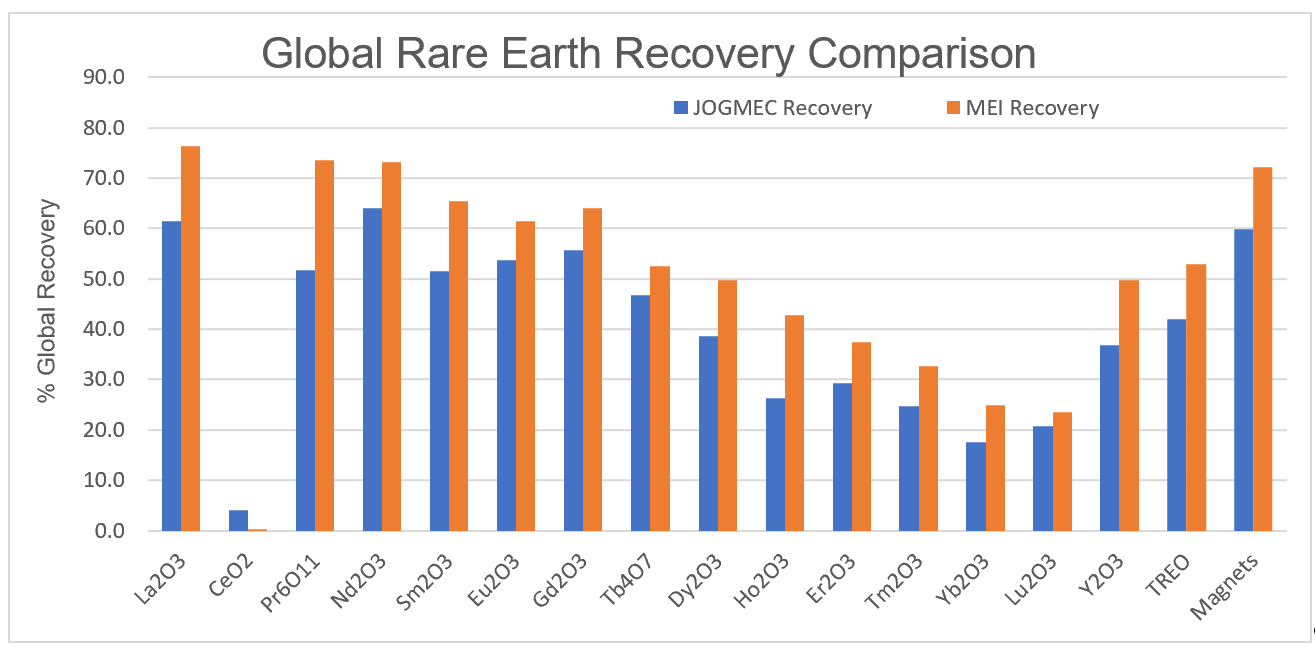 Global Rare Earth Recovery Comparison
JOGMEC Recovery
MEI Recovery
% Global Recovery
90.0
80.0
70.0
60.0
50.0
40.0
30.0
20.0
10.0
0.0
La2O3
CeO2
Pr6O11
Nd2O3
Sm2O3
Eu2O3
Gd2O3
Tb4O7
Dy2O3
Ho2O3
Er2O3
Tm2O3
Yb2O3
Lu2O3
Y2O3
TREO
Magnets